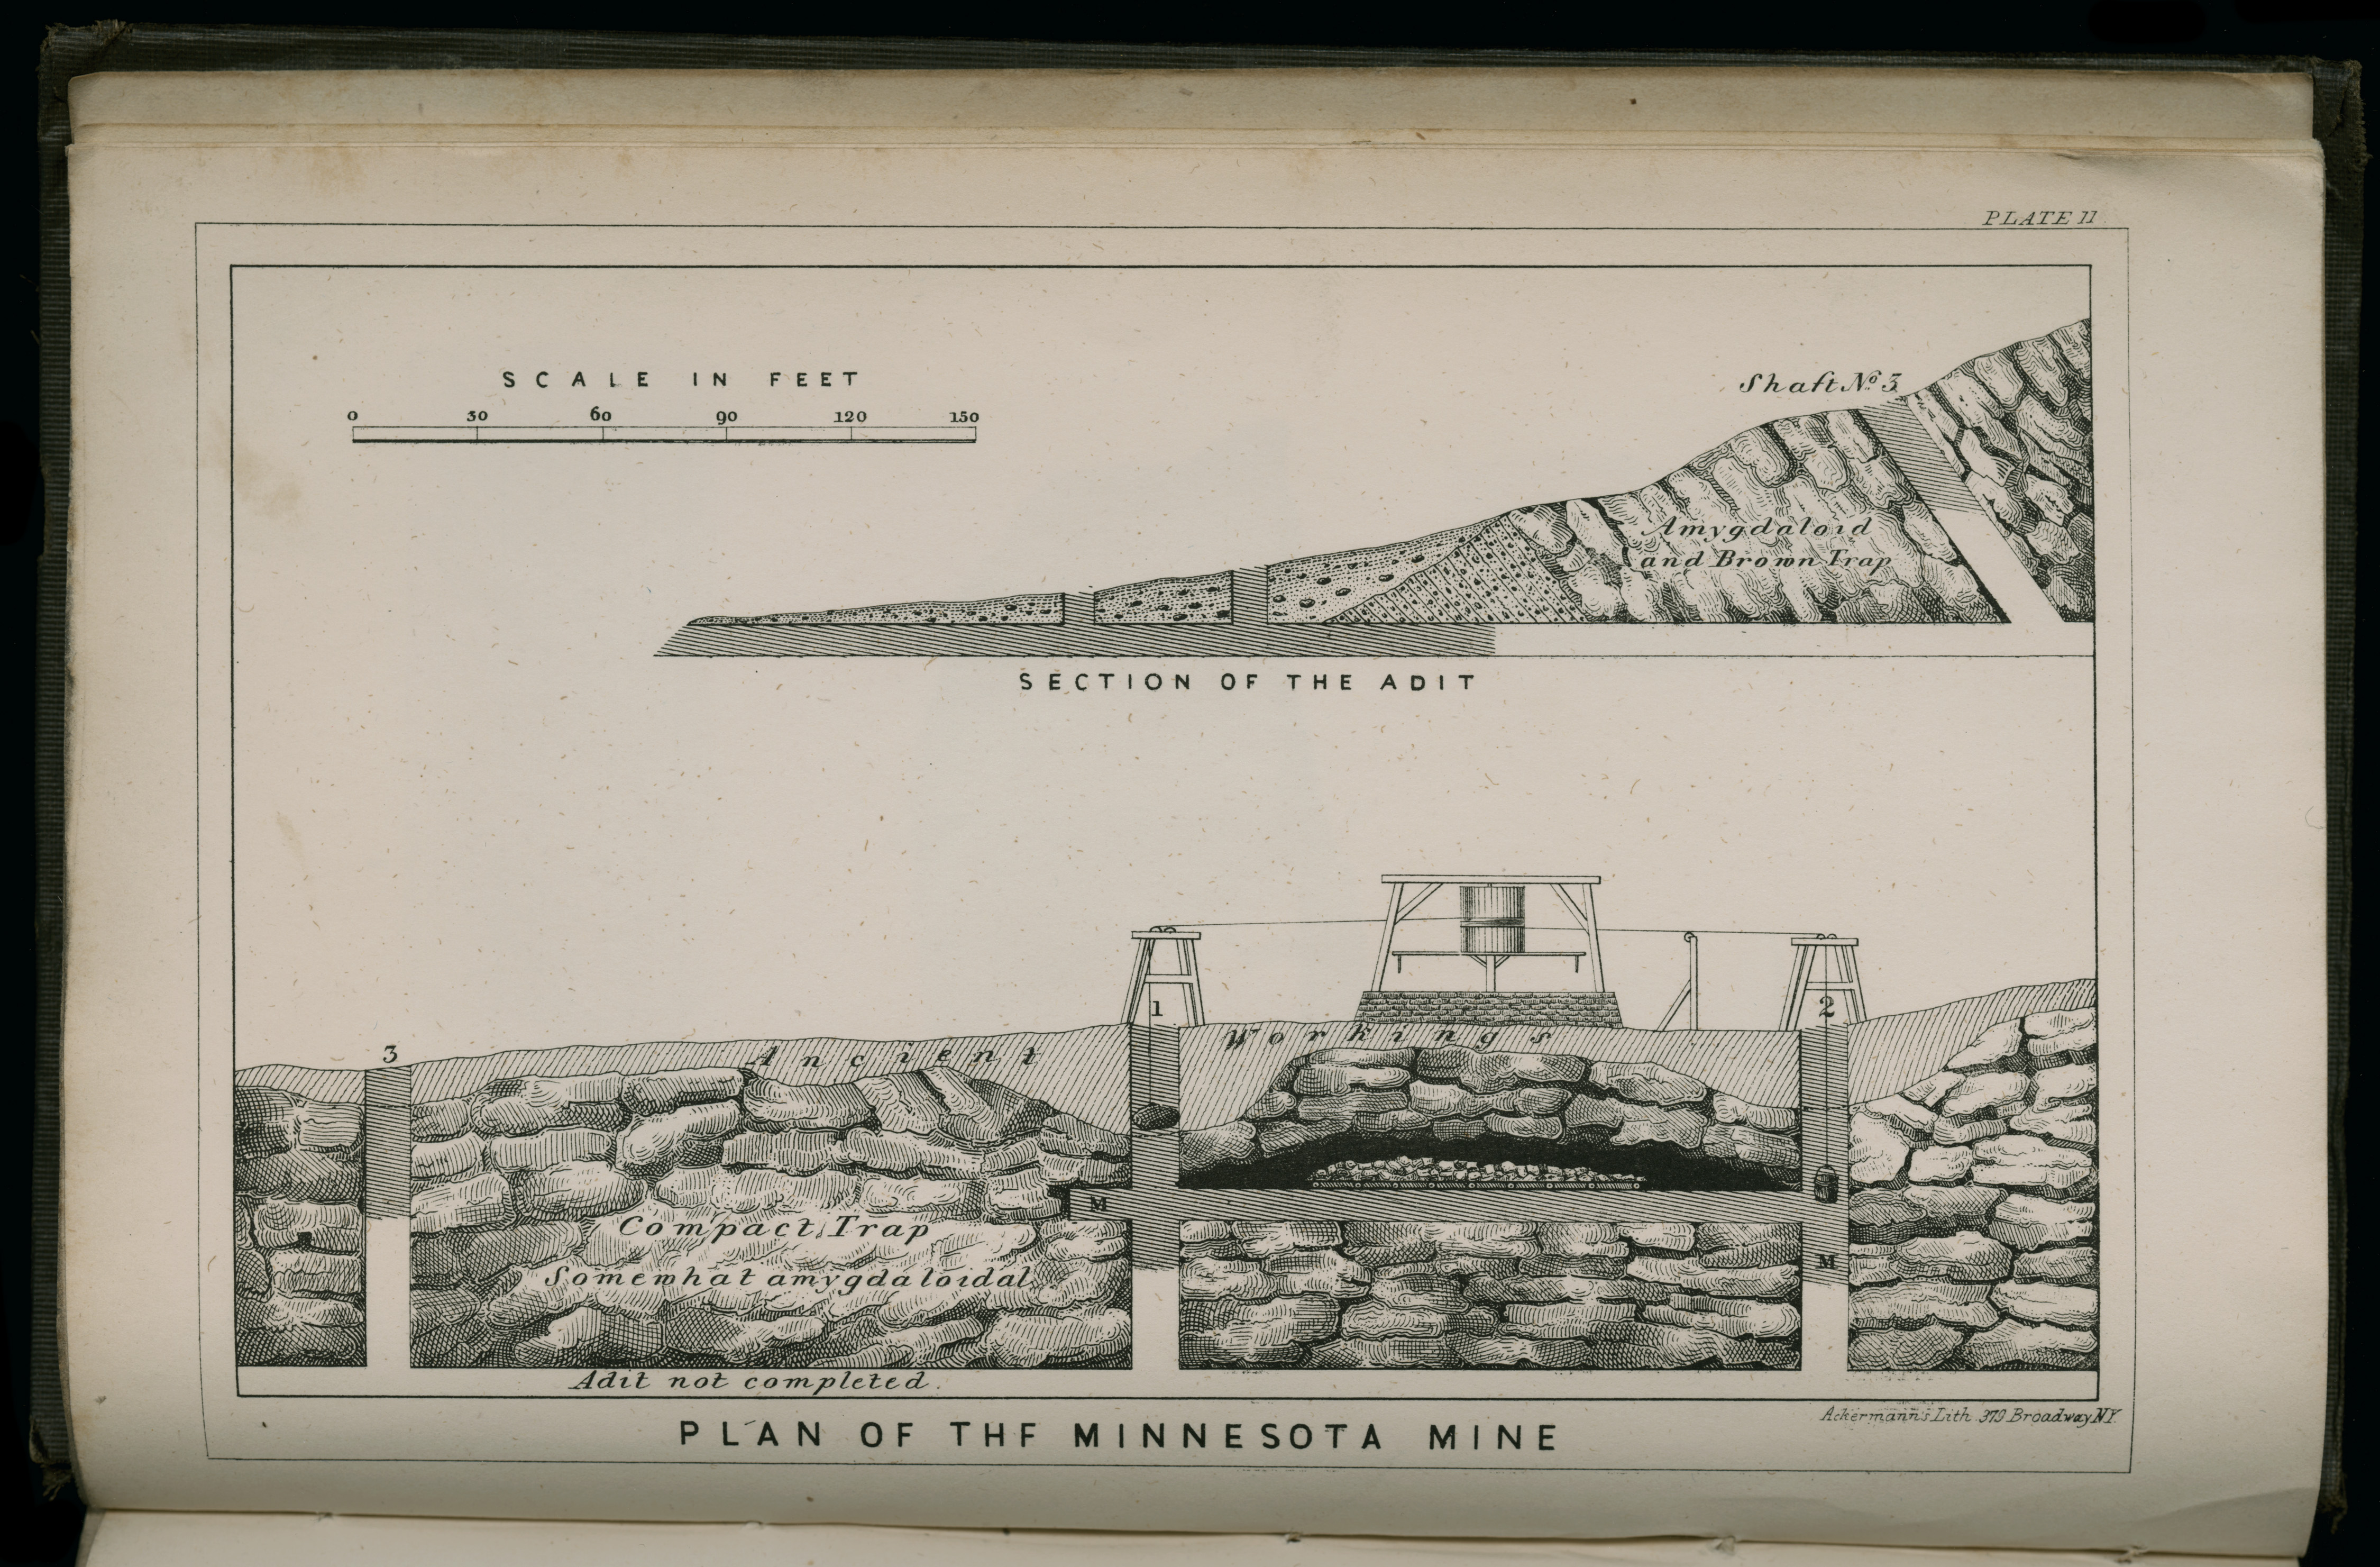 PLATE II
SCALE IN FEET
0 30 60 90 120 150
Shaft No 3
Amygdaloid
and Brown Trap
SECTION OF THE ADIT
1
2
3
Ancient Workings
M
Compact Trap
M
Somewhat amygdaloidal
Adit not completed.
Ackermann's Lith. 379 Broadway N.Y.
PLAN OF THF MINNESOTA MINE